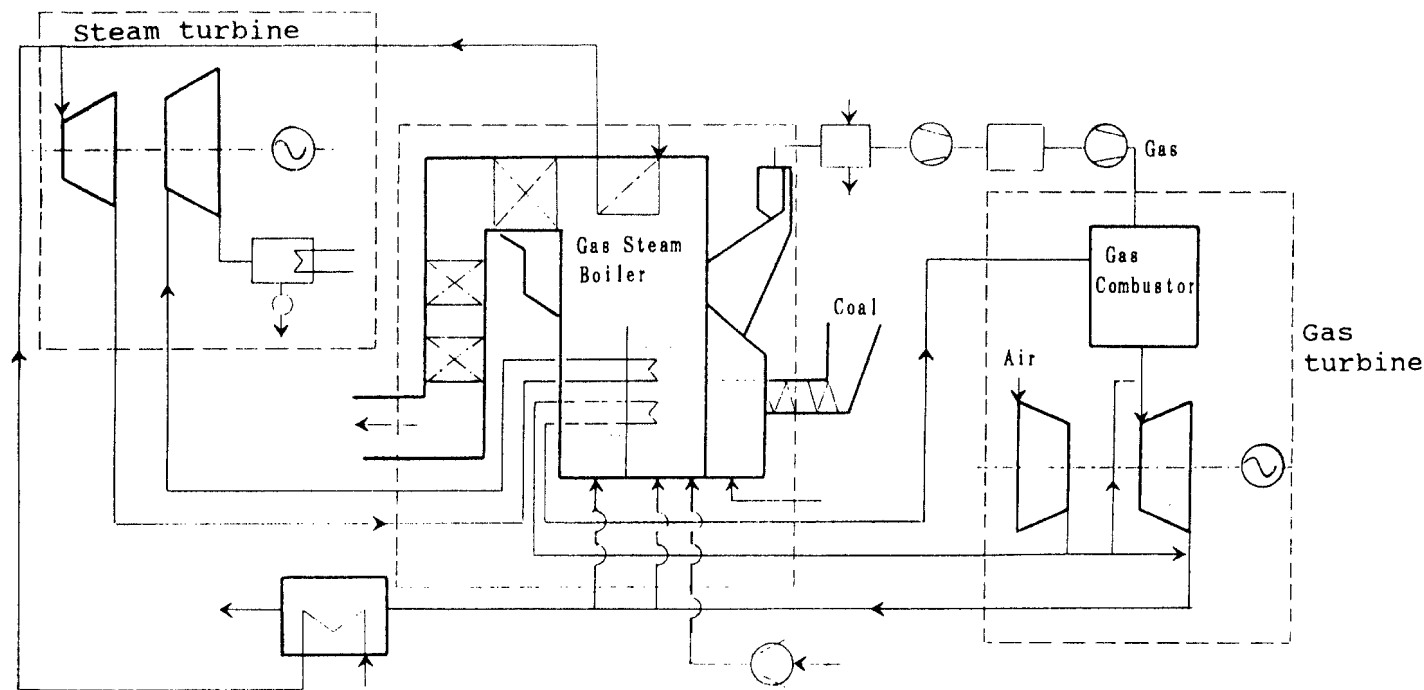 Steam turbine
Gas
Gas Steam
Boiler
Gas
Combustor
Coal
Gas
turbine
Air